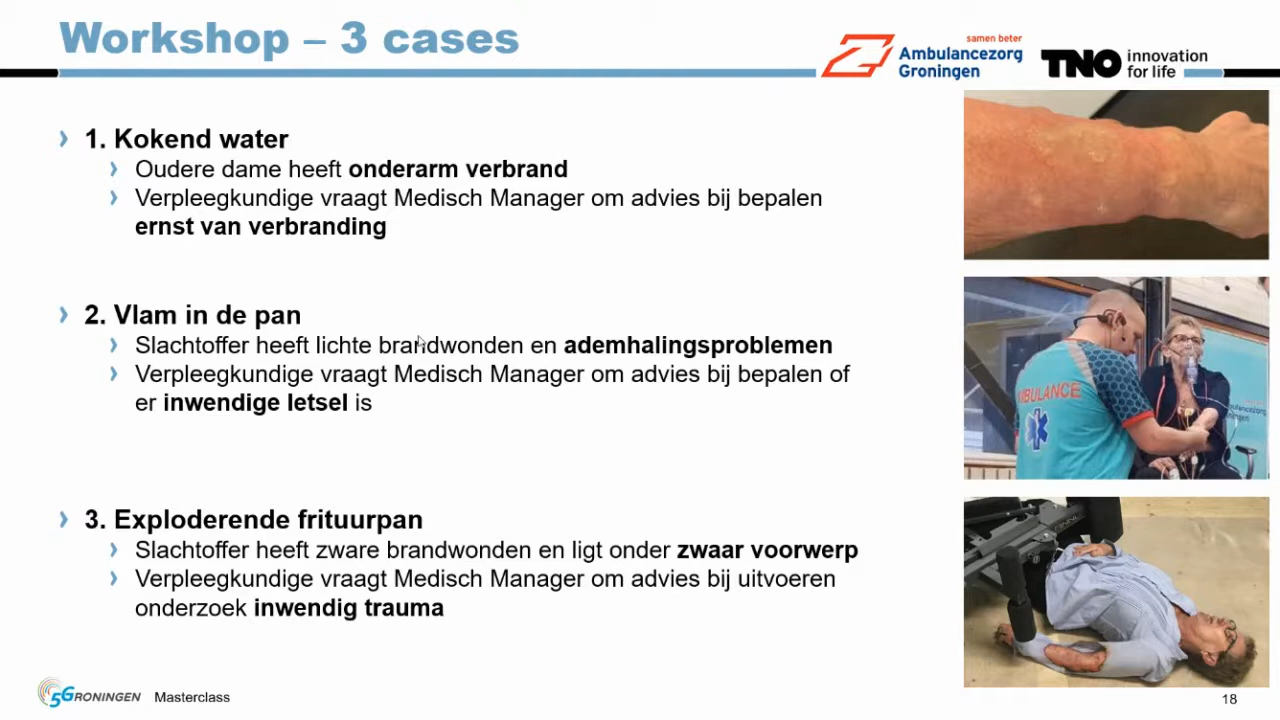 Workshop – 3 cases
samen beter
Ambulancezorg
Groningen
TNO innovation
for life
1. Kokend water
Oudere dame heeft onderarm verbrand
Verpleegkundige vraagt Medisch Manager om advies bij bepalen
ernst van verbranding
2. Vlam in de pan
Slachtoffer heeft lichte brandwonden en ademhalingsproblemen
Verpleegkundige vraagt Medisch Manager om advies bij bepalen of
er inwendige letsel is
AMBULANCE
3. Exploderende frituurpan
Slachtoffer heeft zware brandwonden en ligt onder zwaar voorwerp
Verpleegkundige vraagt Medisch Manager om advies bij uitvoeren
onderzoek inwendig trauma
5GRONINGEN Masterclass
18